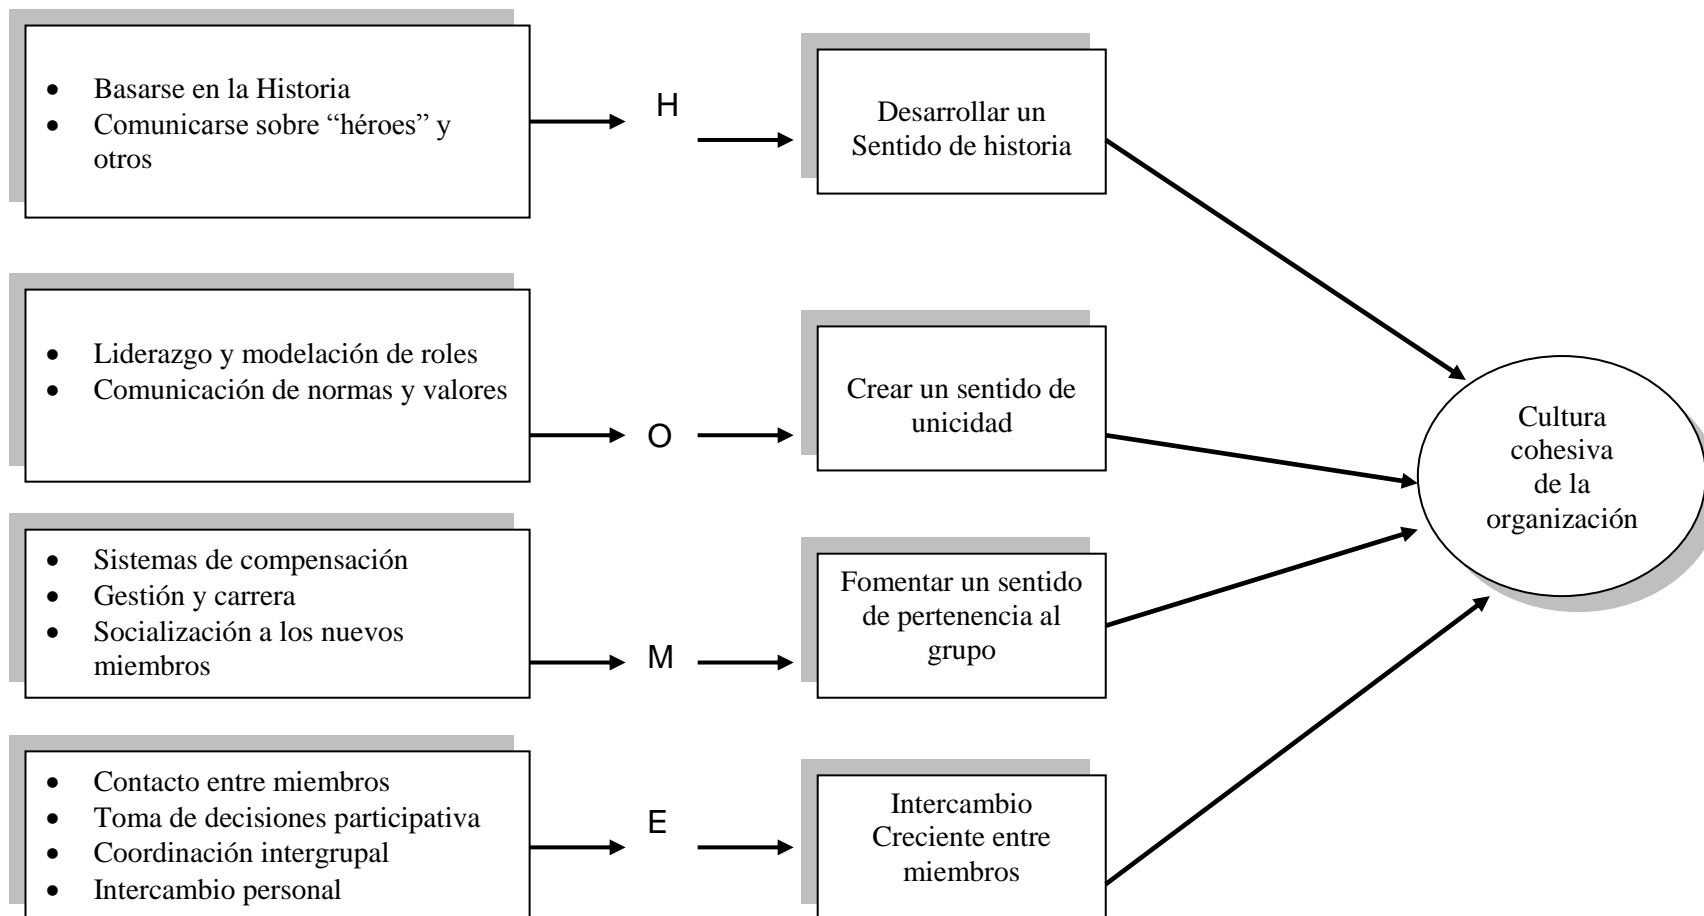 • Basarse en la Historia
• Comunicarse sobre “héroes” y
otros
H
Desarrollar un
Sentido de historia
• Liderazgo y modelación de roles
• Comunicación de normas y valores
O
Crear un sentido de
unicidad
• Sistemas de compensación
• Gestión y carrera
• Socialización a los nuevos
miembros
M
Fomentar un sentido
de pertenencia al
grupo
• Contacto entre miembros
• Toma de decisiones participativa
• Coordinación intergrupal
• Intercambio personal
E
Intercambio
Creciente entre
miembros
Cultura
cohesiva
de la
organización